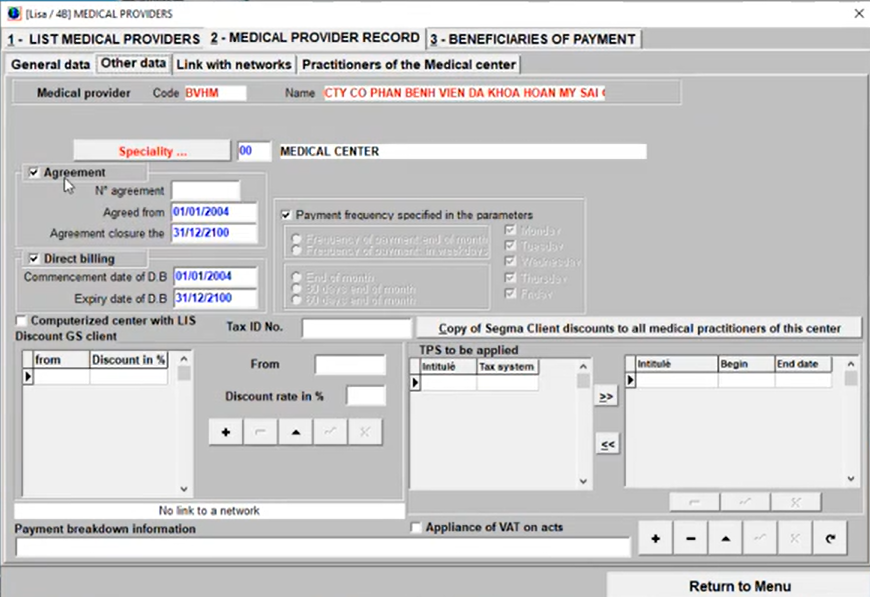 [Lisa / 4B] MEDICAL PROVIDERS
1 - LIST MEDICAL PROVIDERS 2 - MEDICAL PROVIDER RECORD 3 - BENEFICIARIES OF PAYMENT
General data Other data Link with networks Practitioners of the Medical center
Medical provider Code BVHM Name CTY CO PHAN BENH VIEN DA KHOA HOAN MY SAI
Speciality ... 00 MEDICAL CENTER
Agreement
N° agreement
Agreed from 01/01/2004
Agreement closure the 31/12/2100
Payment frequency specified in the parameters
Frequency of payment:end of month
Frequency of payment: in weekdays
End of month
30 days end of month
60 days end of month
Monday
Tuesday
Wednesday
Thursday
Friday
Direct billing
Commencement date of D.B 01/01/2004
Expiry date of D.B 31/12/2100
Computerized center with LIS Tax ID No. Copy of Segma Client discounts to all medical practitioners of this center
Discount GS client
from Discount in %
From
Discount rate in %
TPS to be applied
Intitulé Tax system
>>
<<
Intitulé Begin End date
No link to a network
Payment breakdown information
Appliance of VAT on acts
Return to Menu